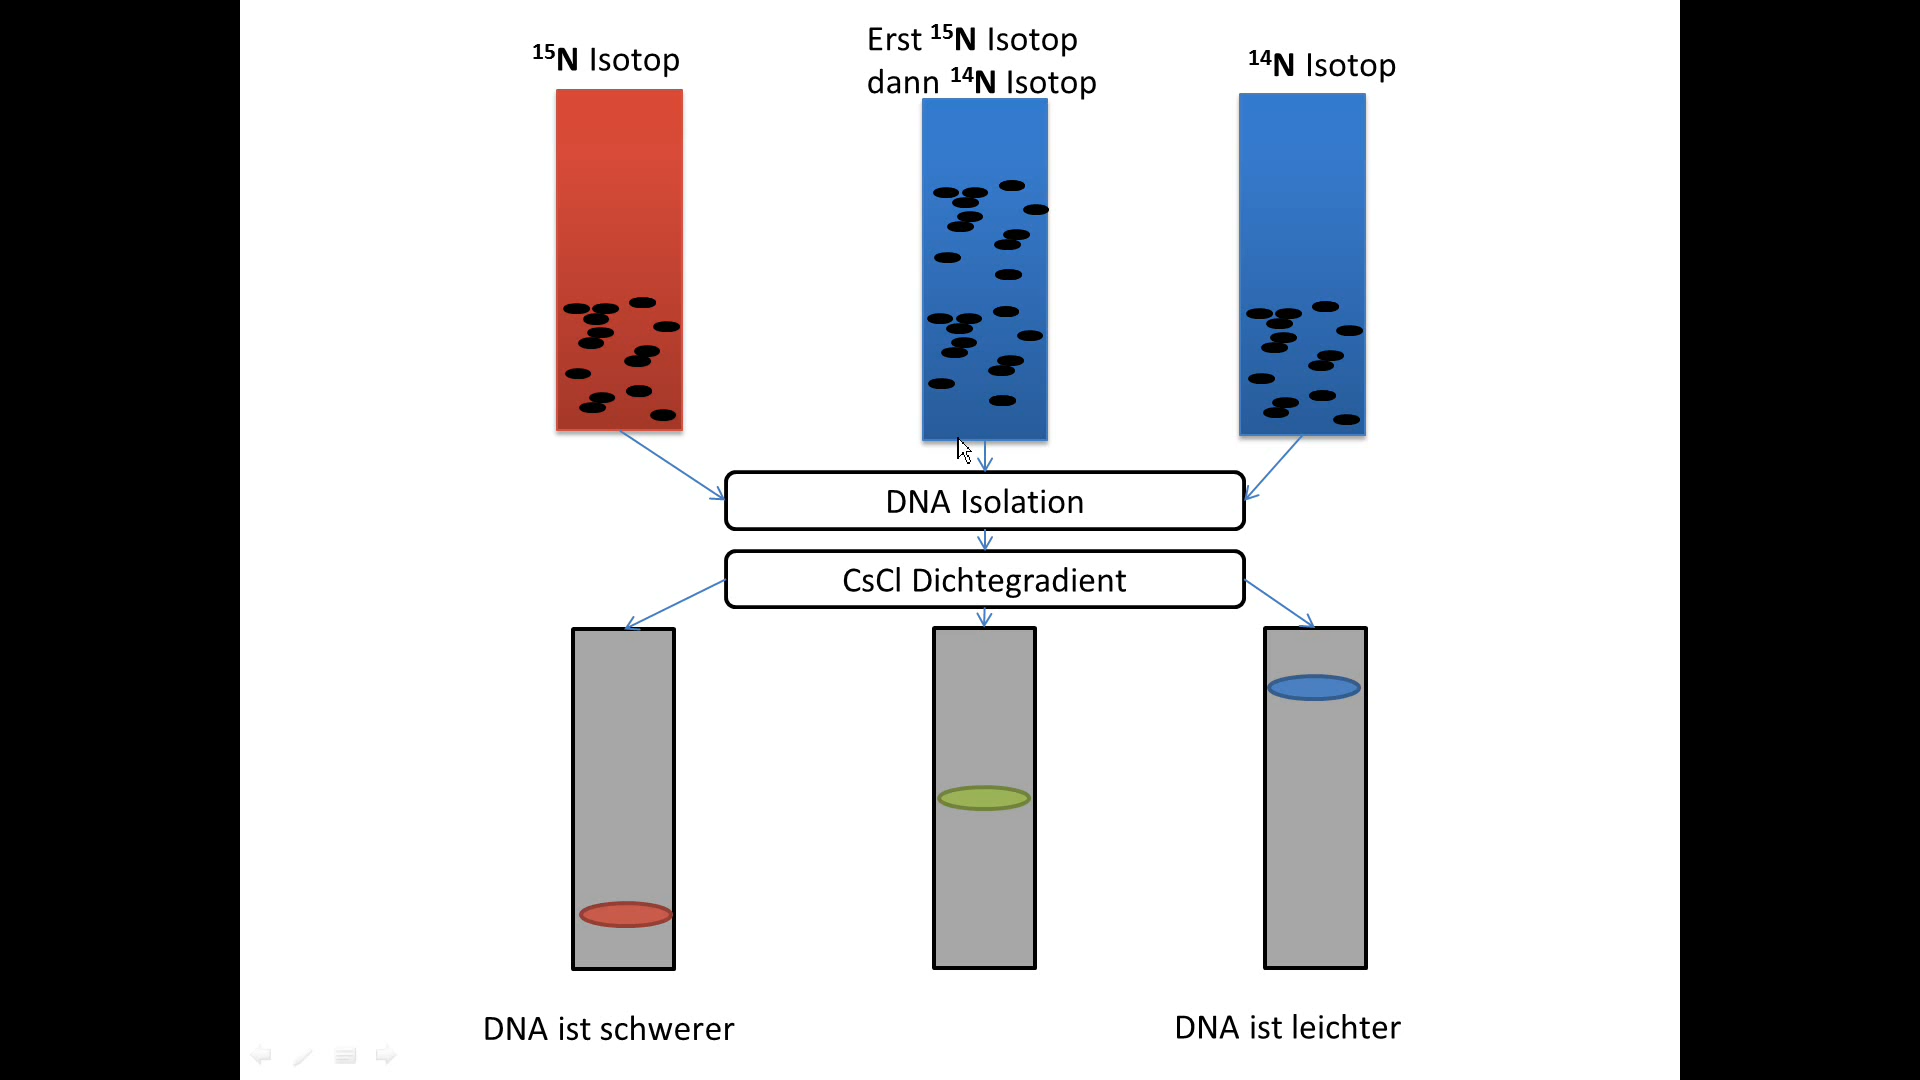 ¹⁵N Isotop
Erst ¹⁵N Isotop
dann ¹⁴N Isotop
¹⁴N Isotop
DNA Isolation
CsCl Dichtegradient
DNA ist schwerer
DNA ist leichter